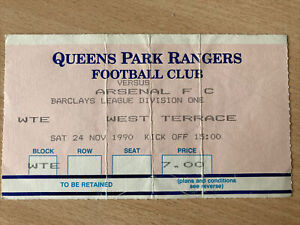 QUEENS PARK RANGERS
FOOTBALL CLUB
VERSUS
ARSENAL F C
BARCLAYS LEAGUE DIVISION ONE
WTE WEST TERRACE
SAT 24 NOV 1990 KICK OFF 15:00
BLOCK ROW SEAT PRICE
WTE 7.00
TO BE RETAINED (plans and conditions
see reverse)